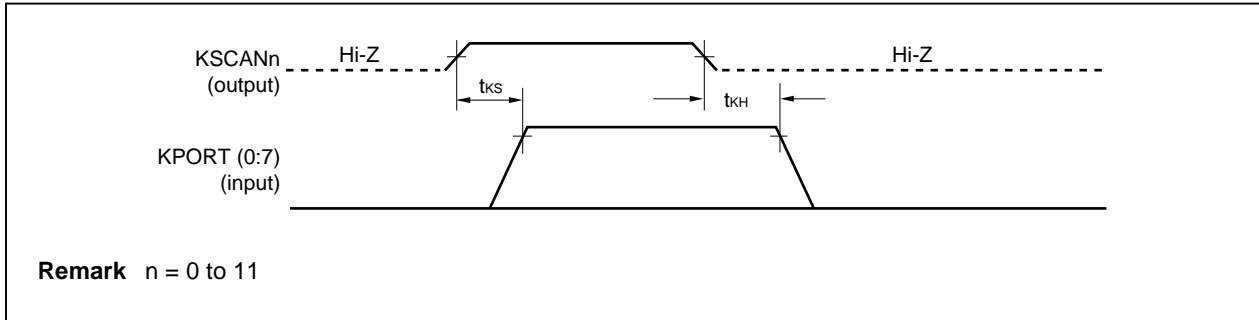 KSCANn
(output)
Hi-Z
Hi-Z
tKS
tKH
KPORT (0:7)
(input)
Remark n = 0 to 11